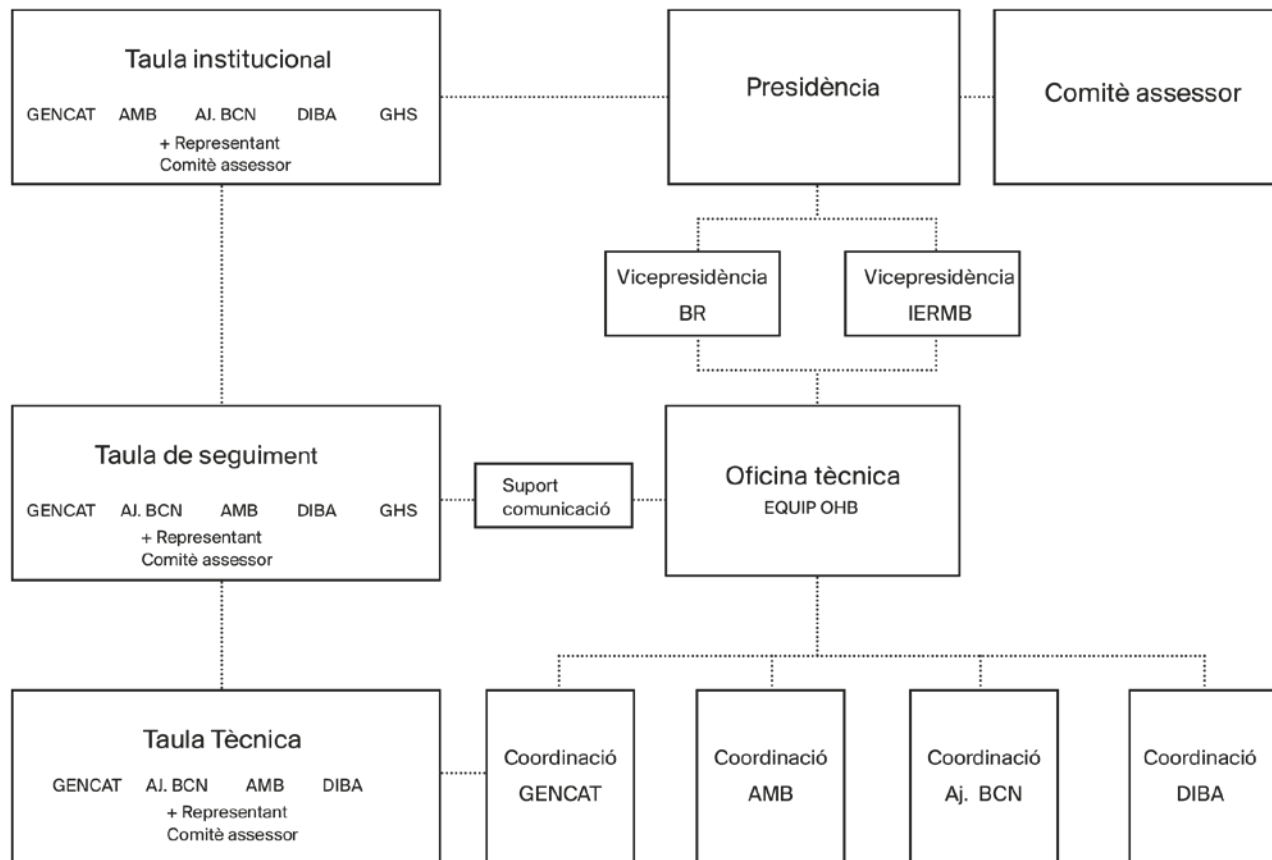 Taula institucional
GENCAT AMB AJ. BCN DIBA GHS
+ Representant
Comitè assessor
Presidència
Comitè assessor
Vicepresidència
BR
Vicepresidència
IERMB
Taula de seguiment
GENCAT AJ. BCN AMB DIBA GHS
+ Representant
Comitè assessor
Suport
comunicació
Oficina tècnica
EQUIP OHB
Taula Tècnica
GENCAT AJ. BCN AMB DIBA
+ Representant
Comitè assessor
Coordinació
GENCAT
Coordinació
AMB
Coordinació
Aj. BCN
Coordinació
DIBA